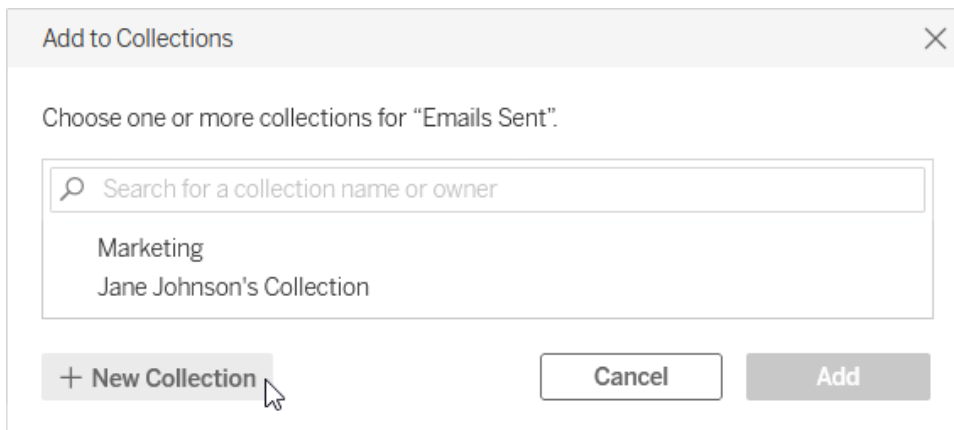 Add to Collections
Choose one or more collections for “Emails Sent”.
Search for a collection name or owner
Marketing
Jane Johnson's Collection
+ New Collection
Cancel
Add